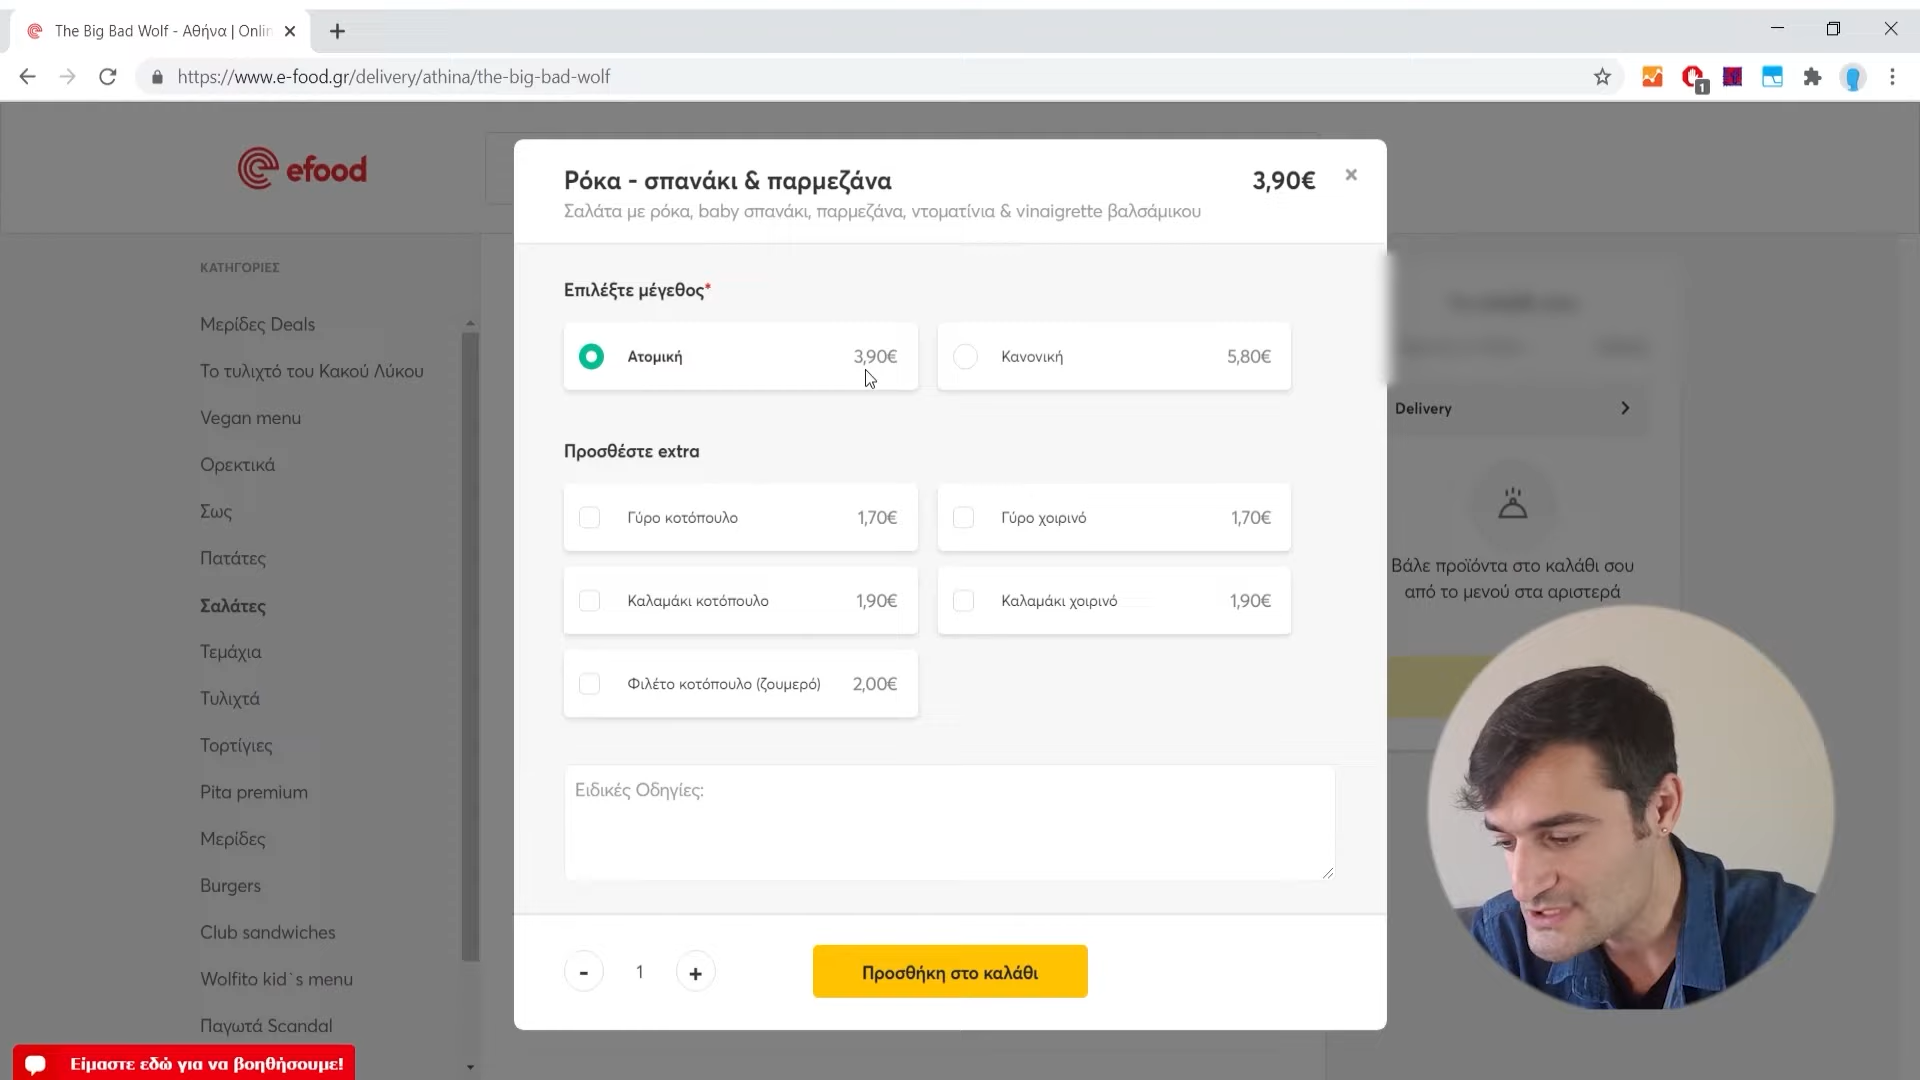 The Big Bad Wolf - Αθήνα | Onlin
https://www.e-food.gr/delivery/athina/the-big-bad-wolf
1
efood
ΚΑΤΗΓΟΡΙΕΣ
Μερίδες Deals
Το τυλιχτό του Κακού Λύκου
Vegan menu
Ορεκτικά
Σως
Πατάτες
Σαλάτες
Τεμάχια
Τυλιχτά
Τορτίγιες
Pita premium
Μερίδες
Burgers
Club sandwiches
Wolfito kid`s menu
Παγωτά Scandal
Είμαστε εδώ για να βοηθήσουμε!
Ρόκα - σπανάκι & παρμεζάνα 3,90€
Σαλάτα με ρόκα, baby σπανάκι, παρμεζάνα, ντοματίνια & vinaigrette βαλσάμικου
Επιλέξτε μέγεθος*
Ατομική 3,90€
Κανονική 5,80€
Προσθέστε extra
Γύρο κοτόπουλο 1,70€
Γύρο χοιρινό 1,70€
Καλαμάκι κοτόπουλο 1,90€
Καλαμάκι χοιρινό 1,90€
Φιλέτο κοτόπουλο (ζουμερό) 2,00€
Ειδικές Οδηγίες:
- 1 +
Προσθήκη στο καλάθι
Delivery
Βάλε προϊόντα στο καλάθι σου
από το μενού στα αριστερά